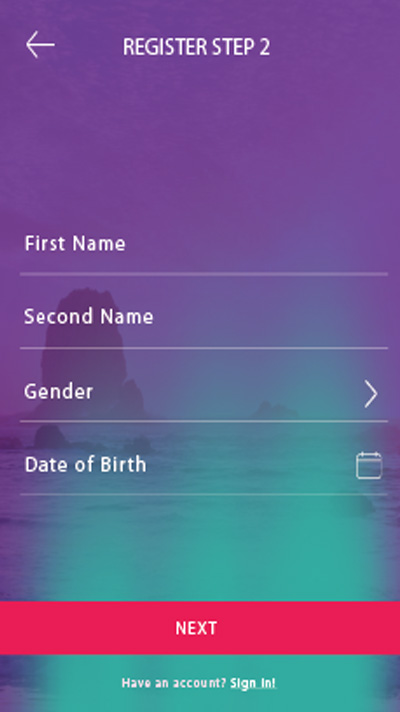 REGISTER STEP 2
First Name
Second Name
Gender
Date of Birth
NEXT
Have an account? Sign In!